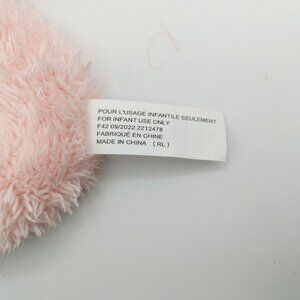 POUR L'USAGE INFANTILE SEULEMENT
FOR INFANT USE ONLY
F42 09/2022 2212478
FABRIQUÉ EN CHINE
MADE IN CHINA ( RL )